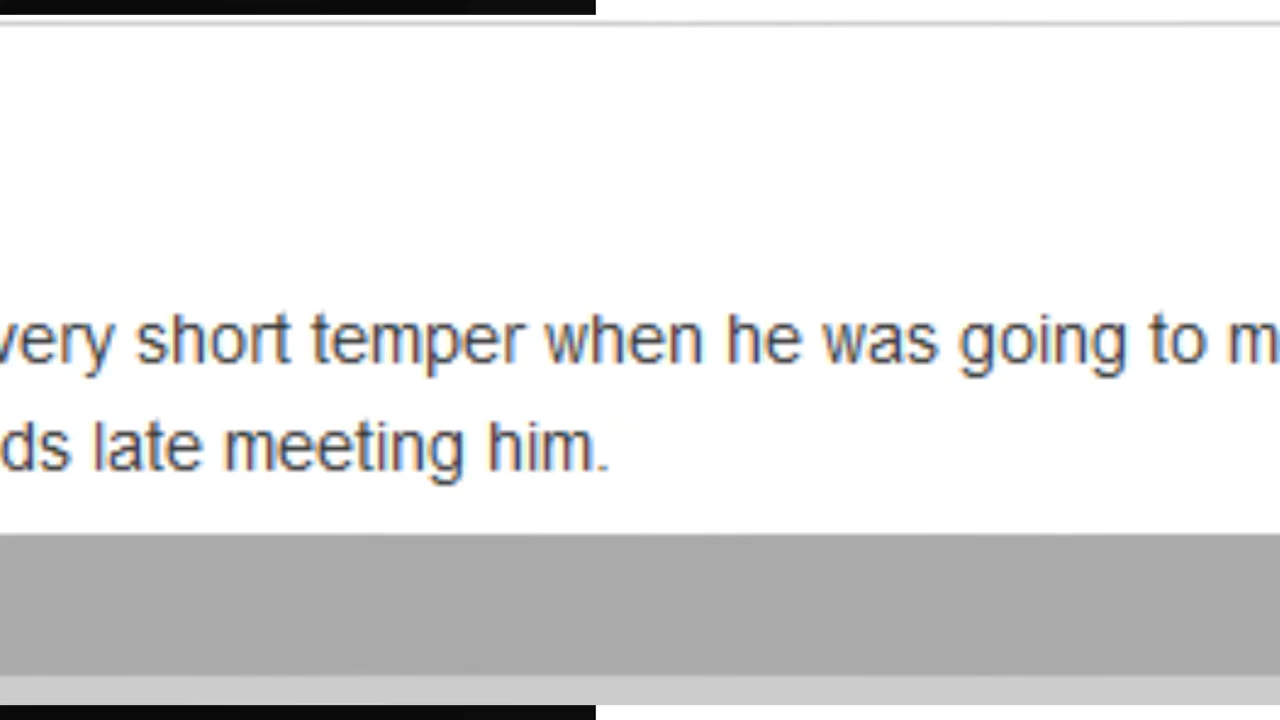 very short temper when he was going to m
ds late meeting him.